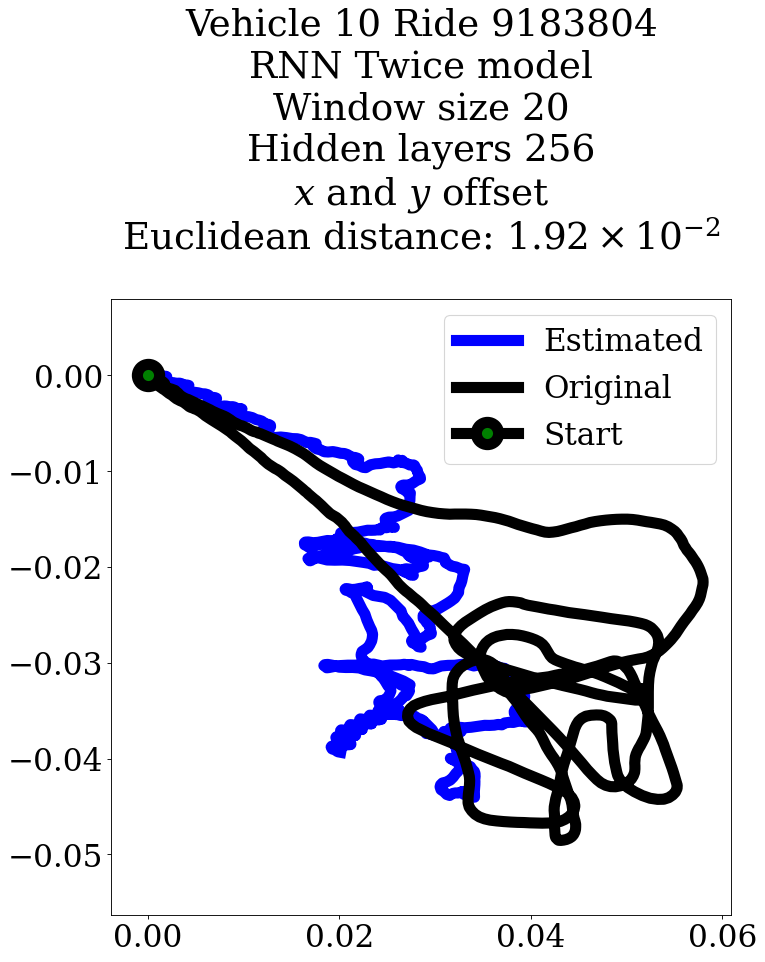 Vehicle 10 Ride 9183804
RNN Twice model
Window size 20
Hidden layers 256
x and y offset
Euclidean distance: 1.92 × 10⁻²
Estimated
Original
Start
0.00
−0.01
−0.02
−0.03
−0.04
−0.05
0.00 0.02 0.04 0.06